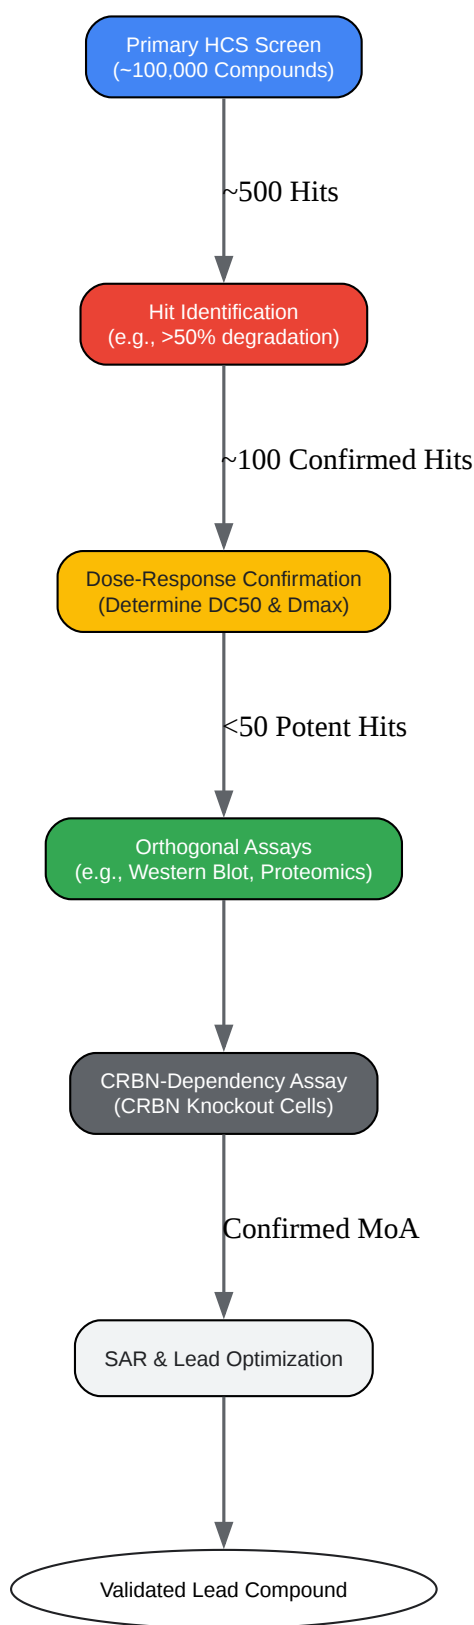 Primary HCS Screen
(~100,000 Compounds)
~500 Hits
Hit Identification
(e.g., >50% degradation)
~100 Confirmed Hits
Dose-Response Confirmation
(Determine DC50 & Dmax)
<50 Potent Hits
Orthogonal Assays
(e.g., Western Blot, Proteomics)
CRBN-Dependency Assay
(CRBN Knockout Cells)
Confirmed MoA
SAR & Lead Optimization
Validated Lead Compound